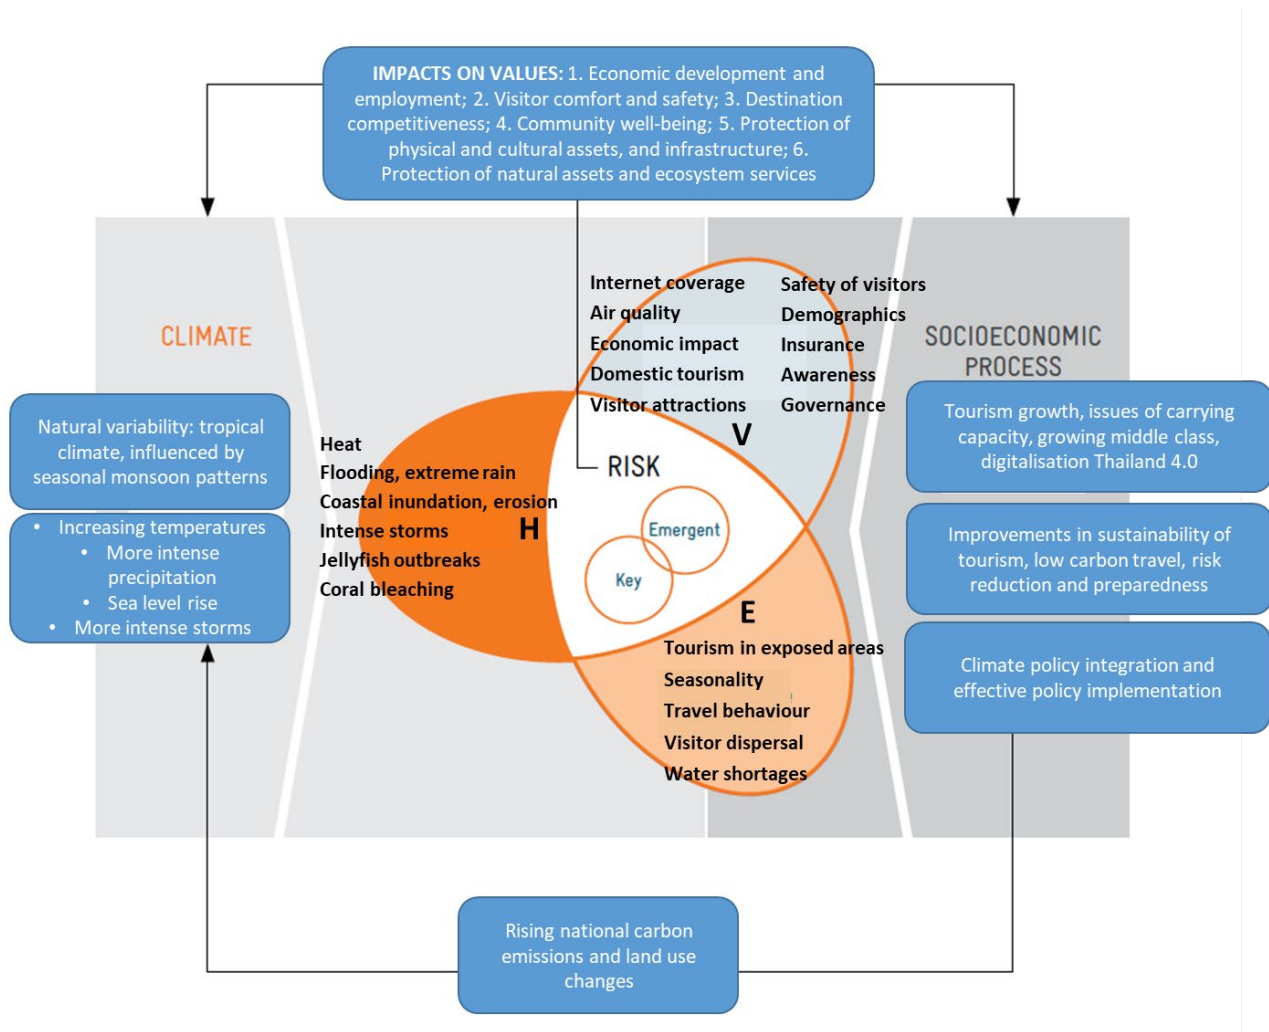 IMPACTS ON VALUES: 1. Economic development and
employment; 2. Visitor comfort and safety; 3. Destination
competitiveness; 4. Community well-being; 5. Protection of
physical and cultural assets, and infrastructure; 6.
Protection of natural assets and ecosystem services
CLIMATE
Natural variability: tropical
climate, influenced by
seasonal monsoon patterns
• Increasing temperatures
• More intense
precipitation
• Sea level rise
• More intense storms
Heat
Flooding, extreme rain
Coastal inundation, erosion
Intense storms
Jellyfish outbreaks
Coral bleaching
H
Internet coverage
Air quality
Economic impact
Domestic tourism
Visitor attractions
Safety of visitors
Demographics
Insurance
Awareness
Governance
V
RISK
Emergent
Key
E
Tourism in exposed areas
Seasonality
Travel behaviour
Visitor dispersal
Water shortages
SOCIOECONOMIC
PROCESS
Tourism growth, issues of carrying
capacity, growing middle class,
digitalisation Thailand 4.0
Improvements in sustainability of
tourism, low carbon travel, risk
reduction and preparedness
Climate policy integration and
effective policy implementation
Rising national carbon
emissions and land use
changes